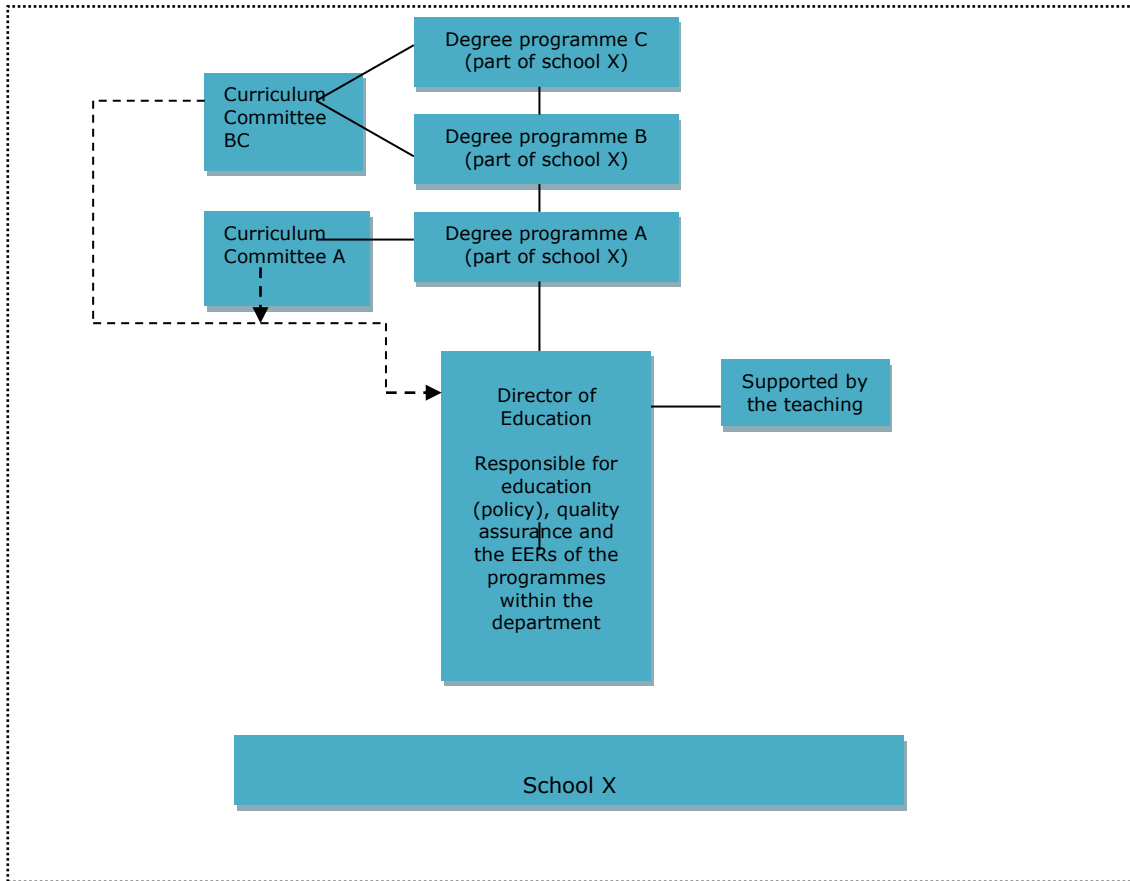 Degree programme C
(part of school X)
Curriculum
Committee
BC
Degree programme B
(part of school X)
Curriculum
Committee A
Degree programme A
(part of school X)
Director of
Education
Responsible for
education
(policy), quality
assurance and
the EERs of the
programmes
within the
department
Supported by
the teaching
School X